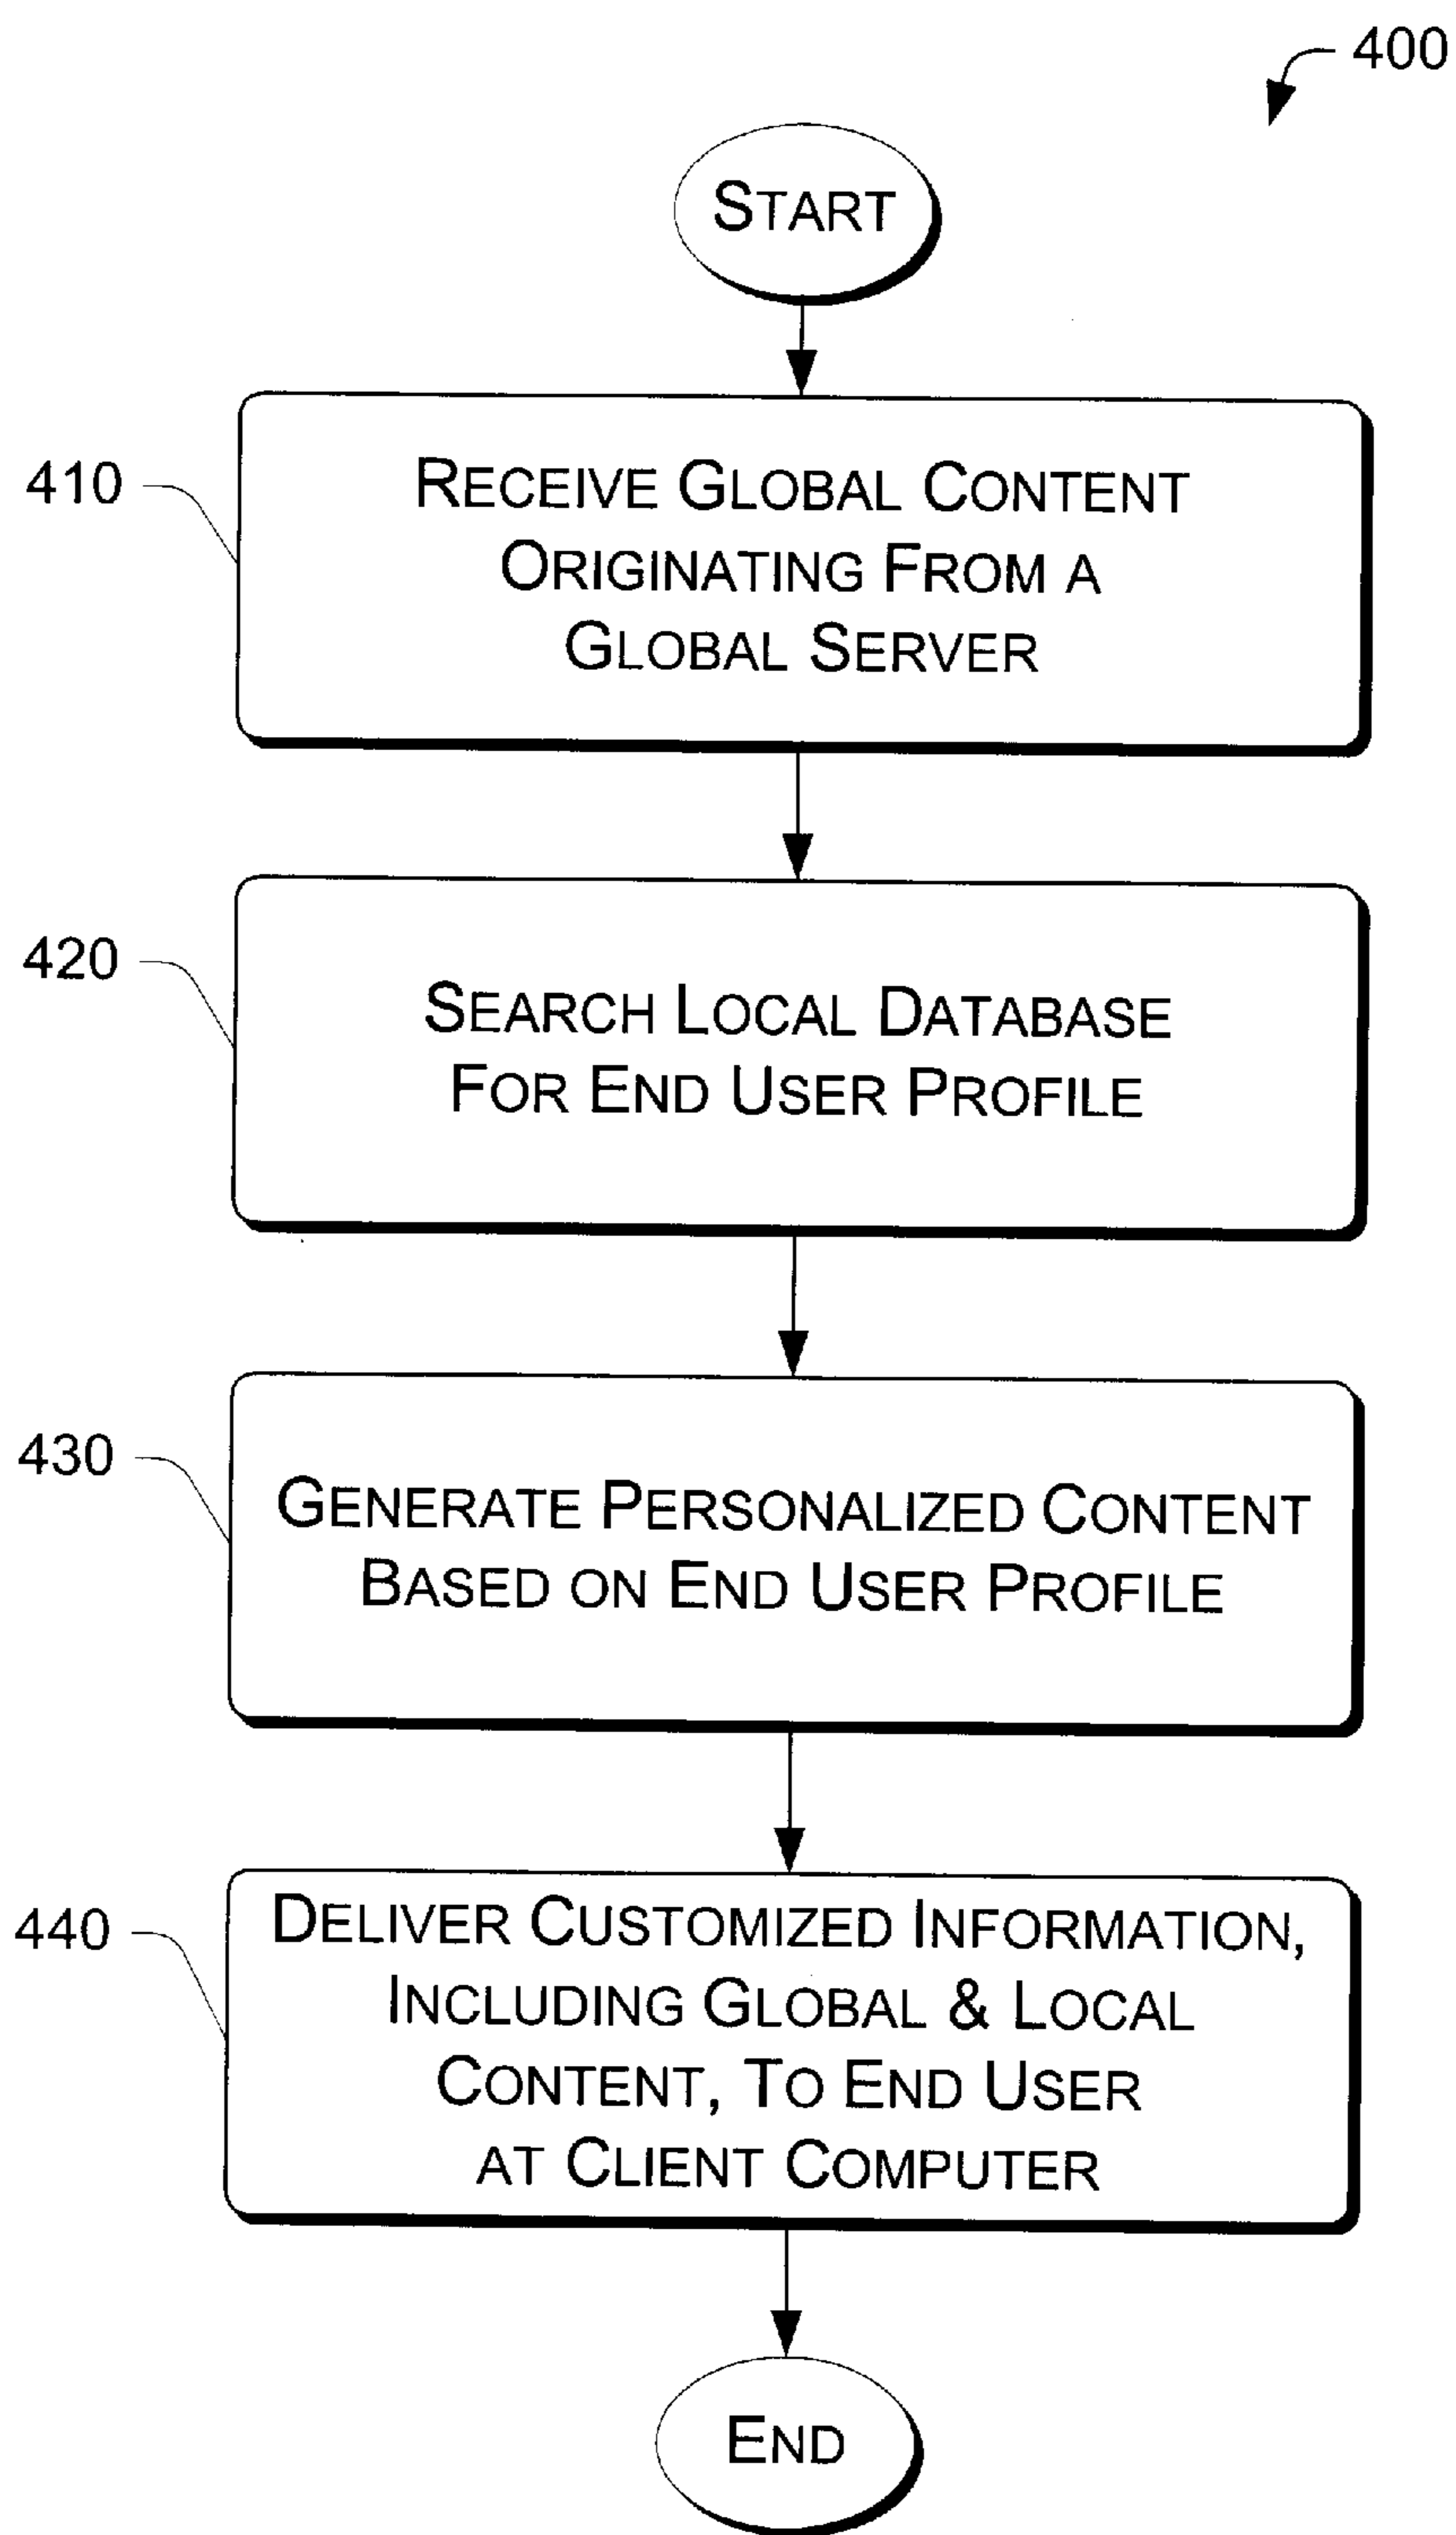 400
START
410
RECEIVE GLOBAL CONTENT
ORIGINATING FROM A
GLOBAL SERVER
420
SEARCH LOCAL DATABASE
FOR END USER PROFILE
430
GENERATE PERSONALIZED CONTENT
BASED ON END USER PROFILE
440
DELIVER CUSTOMIZED INFORMATION,
INCLUDING GLOBAL & LOCAL
CONTENT, TO END USER
AT CLIENT COMPUTER
END